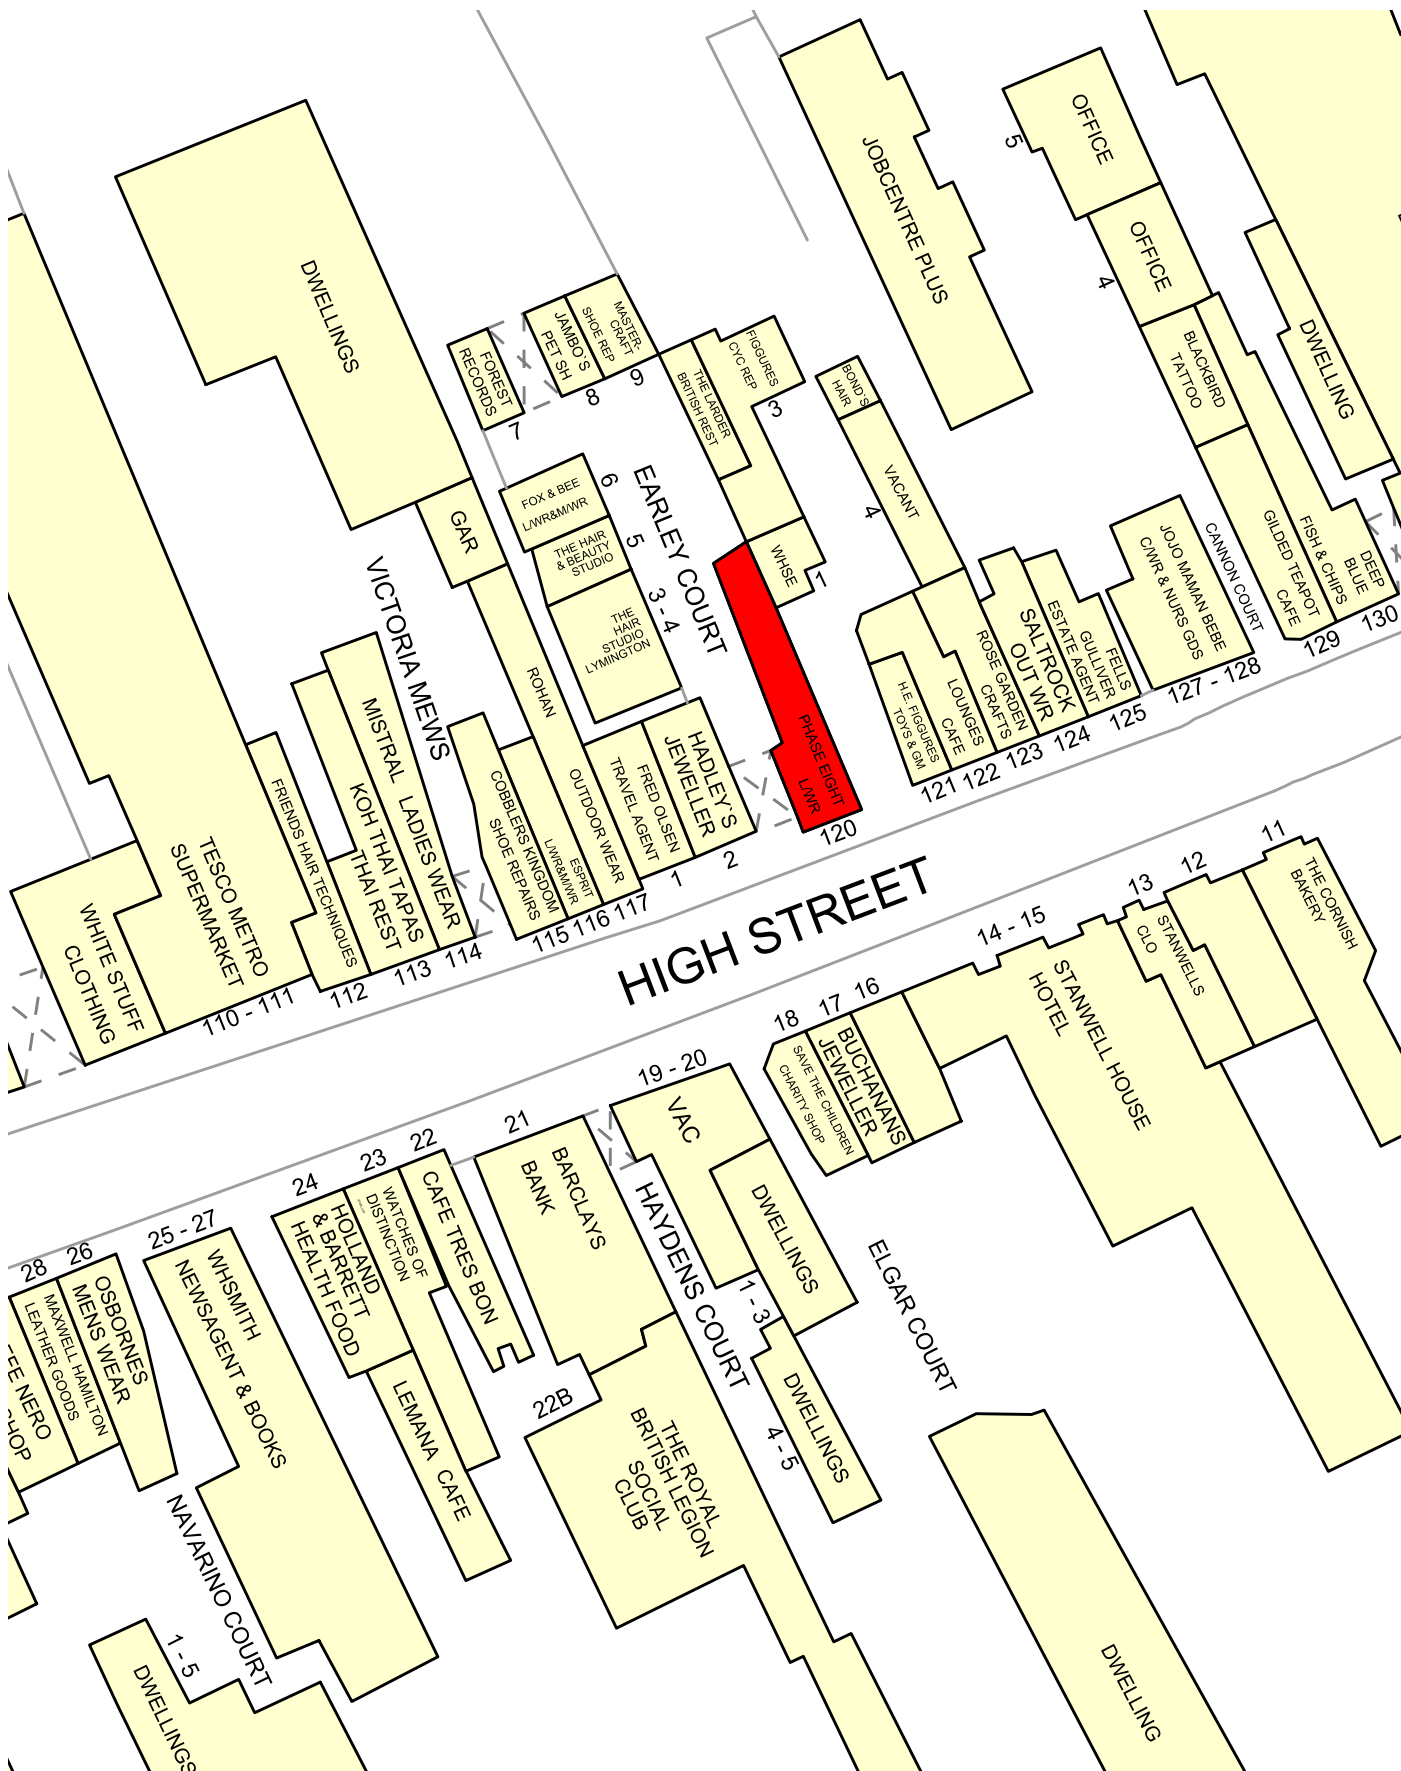 OFFICE
5
OFFICE
4
JOBCENTRE PLUS
DWELLINGS
DWELLING
BLACKBIRD
TATTOO
GILDED TEAPOT
CAFE
129
FISH & CHIPS
DEEP
BLUE
130
CANNON COURT
JOJO MAMAN BEBE
C/WR & NURS GDS
127 - 128
FOREST
RECORDS
7
JAMBO`S
PET SH
8
MASTER-
CRAFT
SHOE REP
9
THE LARDER
BRITISH REST
FIGGURES
CYC REP
3
BOND`S
HAIR
VACANT
4
WHSE
1
EARLEY COURT
FOX & BEE
L/WR&M/WR
6
THE HAIR
& BEAUTY
STUDIO
5
THE
HAIR
STUDIO
LYMINGTON
3 - 4
GAR
VICTORIA MEWS
ROHAN
PHASE EIGHT
L/WR
120
H.E. FIGGURES
TOYS & GM
121
LOUNGES
CAFE
122
ROSE GARDEN
CRAFTS
123
SALTROCK
OUT WR
124
FELLS
GULLIVER
ESTATE AGENT
125
WHITE STUFF
CLOTHING
TESCO METRO
SUPERMARKET
110 - 111
FRIENDS HAIR TECHNIQUES
112
KOH THAI TAPAS
THAI REST
113
MISTRAL LADIES WEAR
114
COBBLERS KINGDOM
SHOE REPAIRS
115
ESPRIT
L/WR&M/WR
116
OUTDOOR WEAR
117
FRED OLSEN
TRAVEL AGENT
1
HADLEY`S
JEWELLER
2
HIGH STREET
11
THE CORNISH
BAKERY
12
13
STANWELLS
CLO
14 - 15
STANWELL HOUSE
HOTEL
16
17
BUCHANANS
JEWELLER
18
SAVE THE CHILDREN
CHARITY SHOP
19 - 20
VAC
DWELLINGS
1 - 3
DWELLINGS
4 - 5
HAYDENS COURT
ELGAR COURT
21
BARCLAYS
BANK
22
CAFE TRES BON
22B
THE ROYAL
BRITISH LEGION
SOCIAL
CLUB
23
WATCHES OF
DISTINCTION
24
HOLLAND
& BARRETT
HEALTH FOOD
LEMANA CAFE
25 - 27
WHSMITH
NEWSAGENT & BOOKS
26
OSBORNES
MENS WEAR
28
MAXWELL HAMILTON
LEATHER GOODS
NERO
HOP
NAVARINO COURT
1 - 5
DWELLINGS
DWELLING